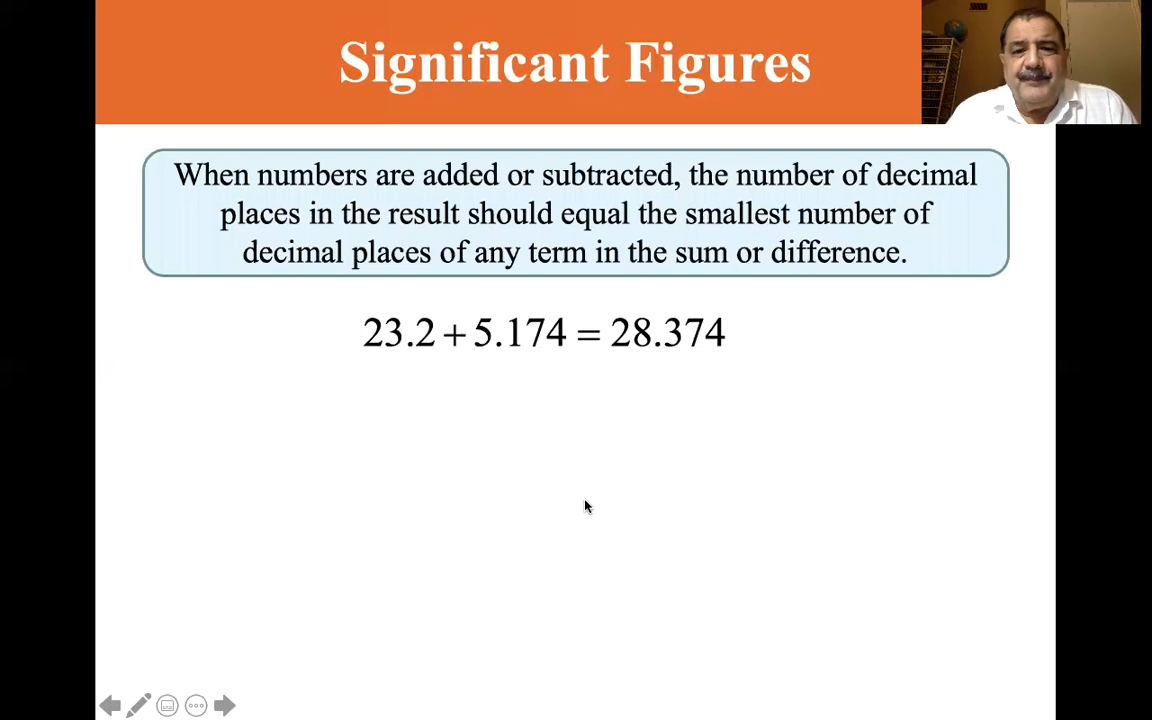 Significant Figures
When numbers are added or subtracted, the number of decimal
places in the result should equal the smallest number of
decimal places of any term in the sum or difference.
23.2 + 5.174 = 28.374